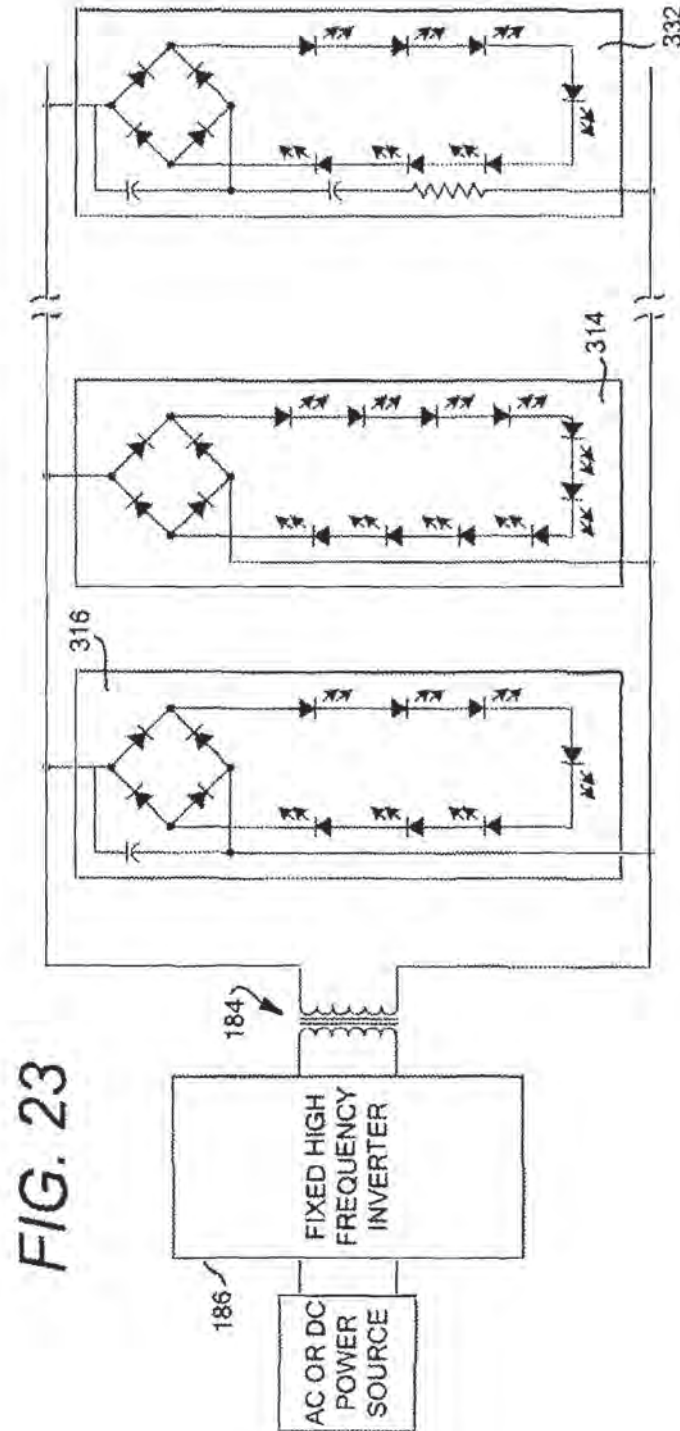 FIG. 23
186
AC OR DC
POWER
SOURCE
FIXED HIGH
FREQUENCY
INVERTER
184
316
314
332